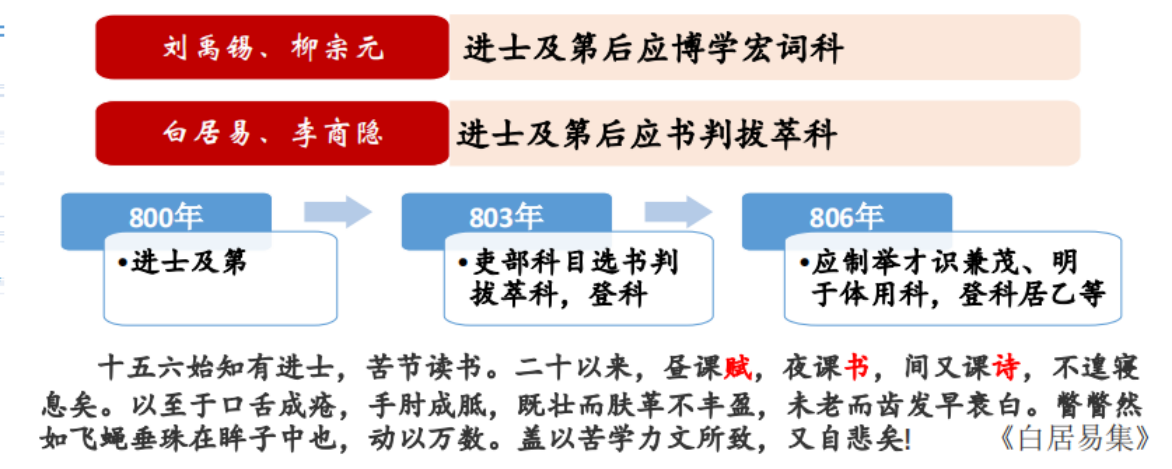 刘禹锡、柳宗元 进士及第后应博学宏词科
白居易、李商隐 进士及第后应书判拔萃科
800年
•进士及第
803年
•吏部科目选书判
拔萃科，登科
806年
•应制举才识兼茂、明
于体用科，登科居乙等
十五六始知有进士，苦节读书。二十以来，昼课赋，夜课书，间又课诗，不遑寝
息矣。以至于口舌成疮，手肘成胝，既壮而肤革不丰盈，未老而齿发早衰白。瞥瞥然
如飞蝇垂珠在眸子中也，动以万数。盖以苦学力文所致，又自悲矣!
《白居易集》